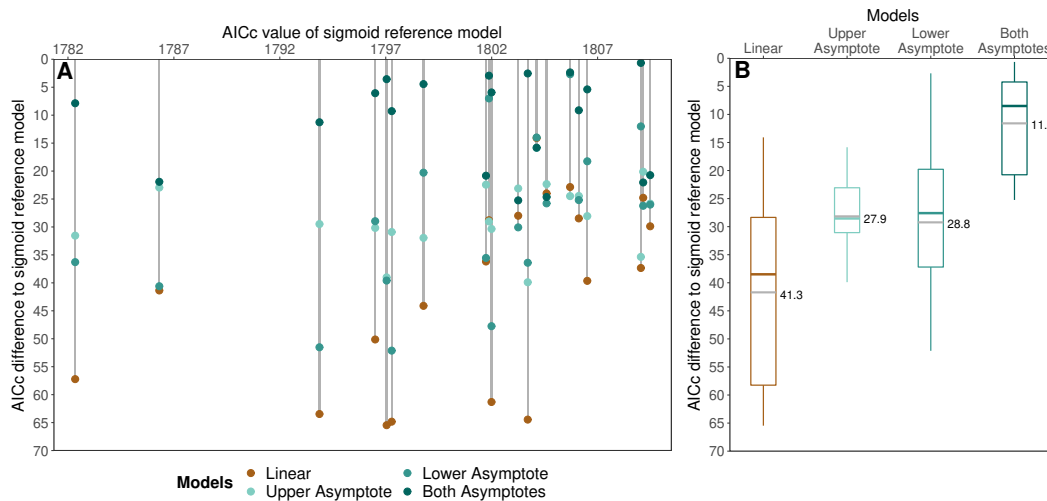 AICc value of sigmoid reference model
1782 1787 1792 1797 1802 1807
A
0
5
10
15
20
25
30
35
40
45
50
55
60
65
70
AICc difference to sigmoid reference model
Models
Linear
Lower Asymptote
Upper Asymptote
Both Asymptotes
Models
Linear
Upper Asymptote
Lower Asymptote
Both Asymptotes
B
0
5
10
15
20
25
30
35
40
45
50
55
60
65
70
AICc difference to sigmoid reference model
41.3
27.9
28.8
11.